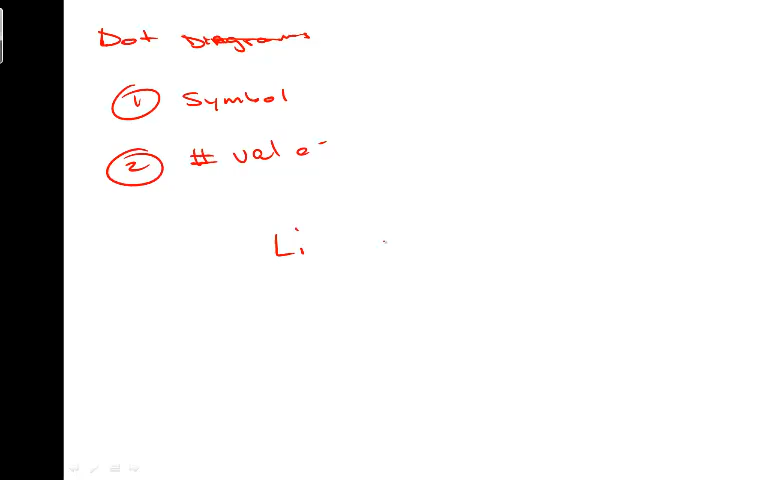 Dot Diagrams
① Symbol
② # val e⁻
Li